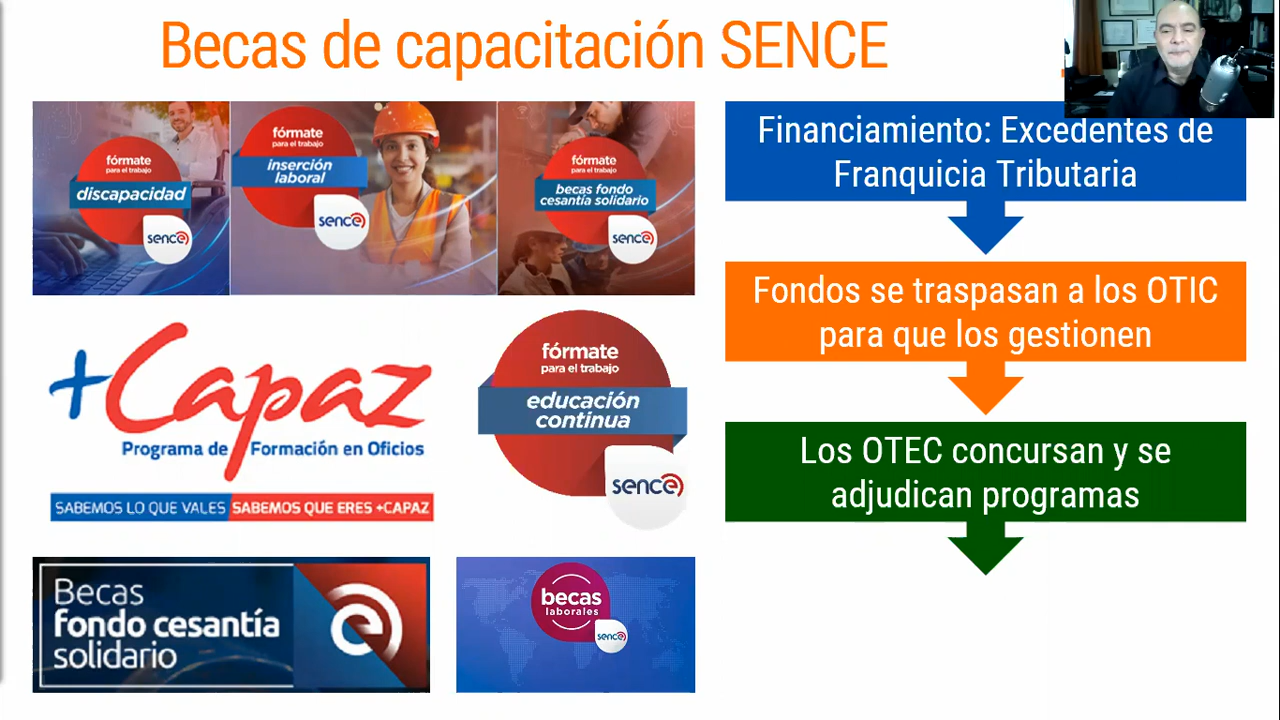 Becas de capacitación SENCE
fórmate
para el trabajo
discapacidad
sence
fórmate
para el trabajo
inserción
laboral
sence
fórmate
para el trabajo
becas fondo
cesantía solidario
sence
+Capaz
Programa de Formación en Oficios
SABEMOS LO QUE VALES SABEMOS QUE ERES +CAPAZ
fórmate
para el trabajo
educación
continua
sence
Becas
fondo cesantía
solidario
becas
laborales
sence
Financiamiento: Excedentes de
Franquicia Tributaria
Fondos se traspasan a los OTIC
para que los gestionen
Los OTEC concursan y se
adjudican programas